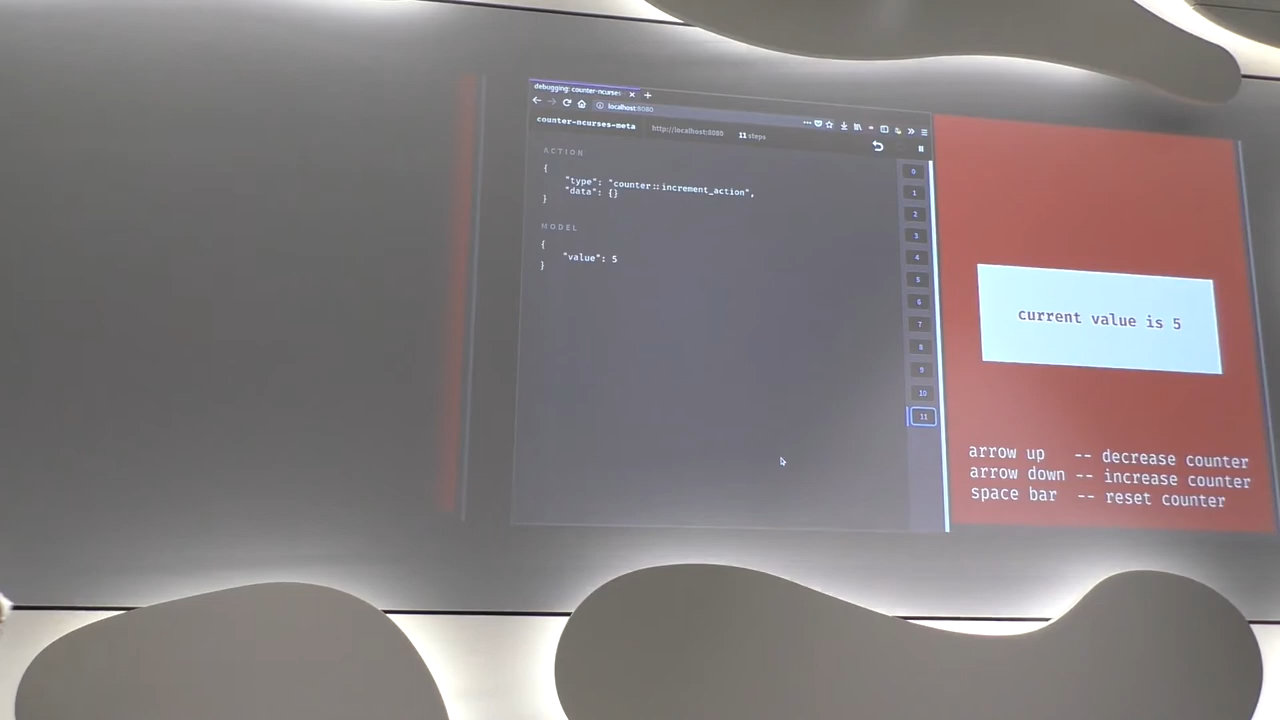 debugging: counter-ncurses
localhost:8080
counter-ncurses-meta http://localhost:8080 11 steps
ACTION
{
"type": "counter::increment_action",
"data": {}
}
MODEL
{
"value": 5
}
0
1
2
3
4
5
6
7
8
9
10
11
current value is 5
arrow up -- decrease counter
arrow down -- increase counter
space bar -- reset counter